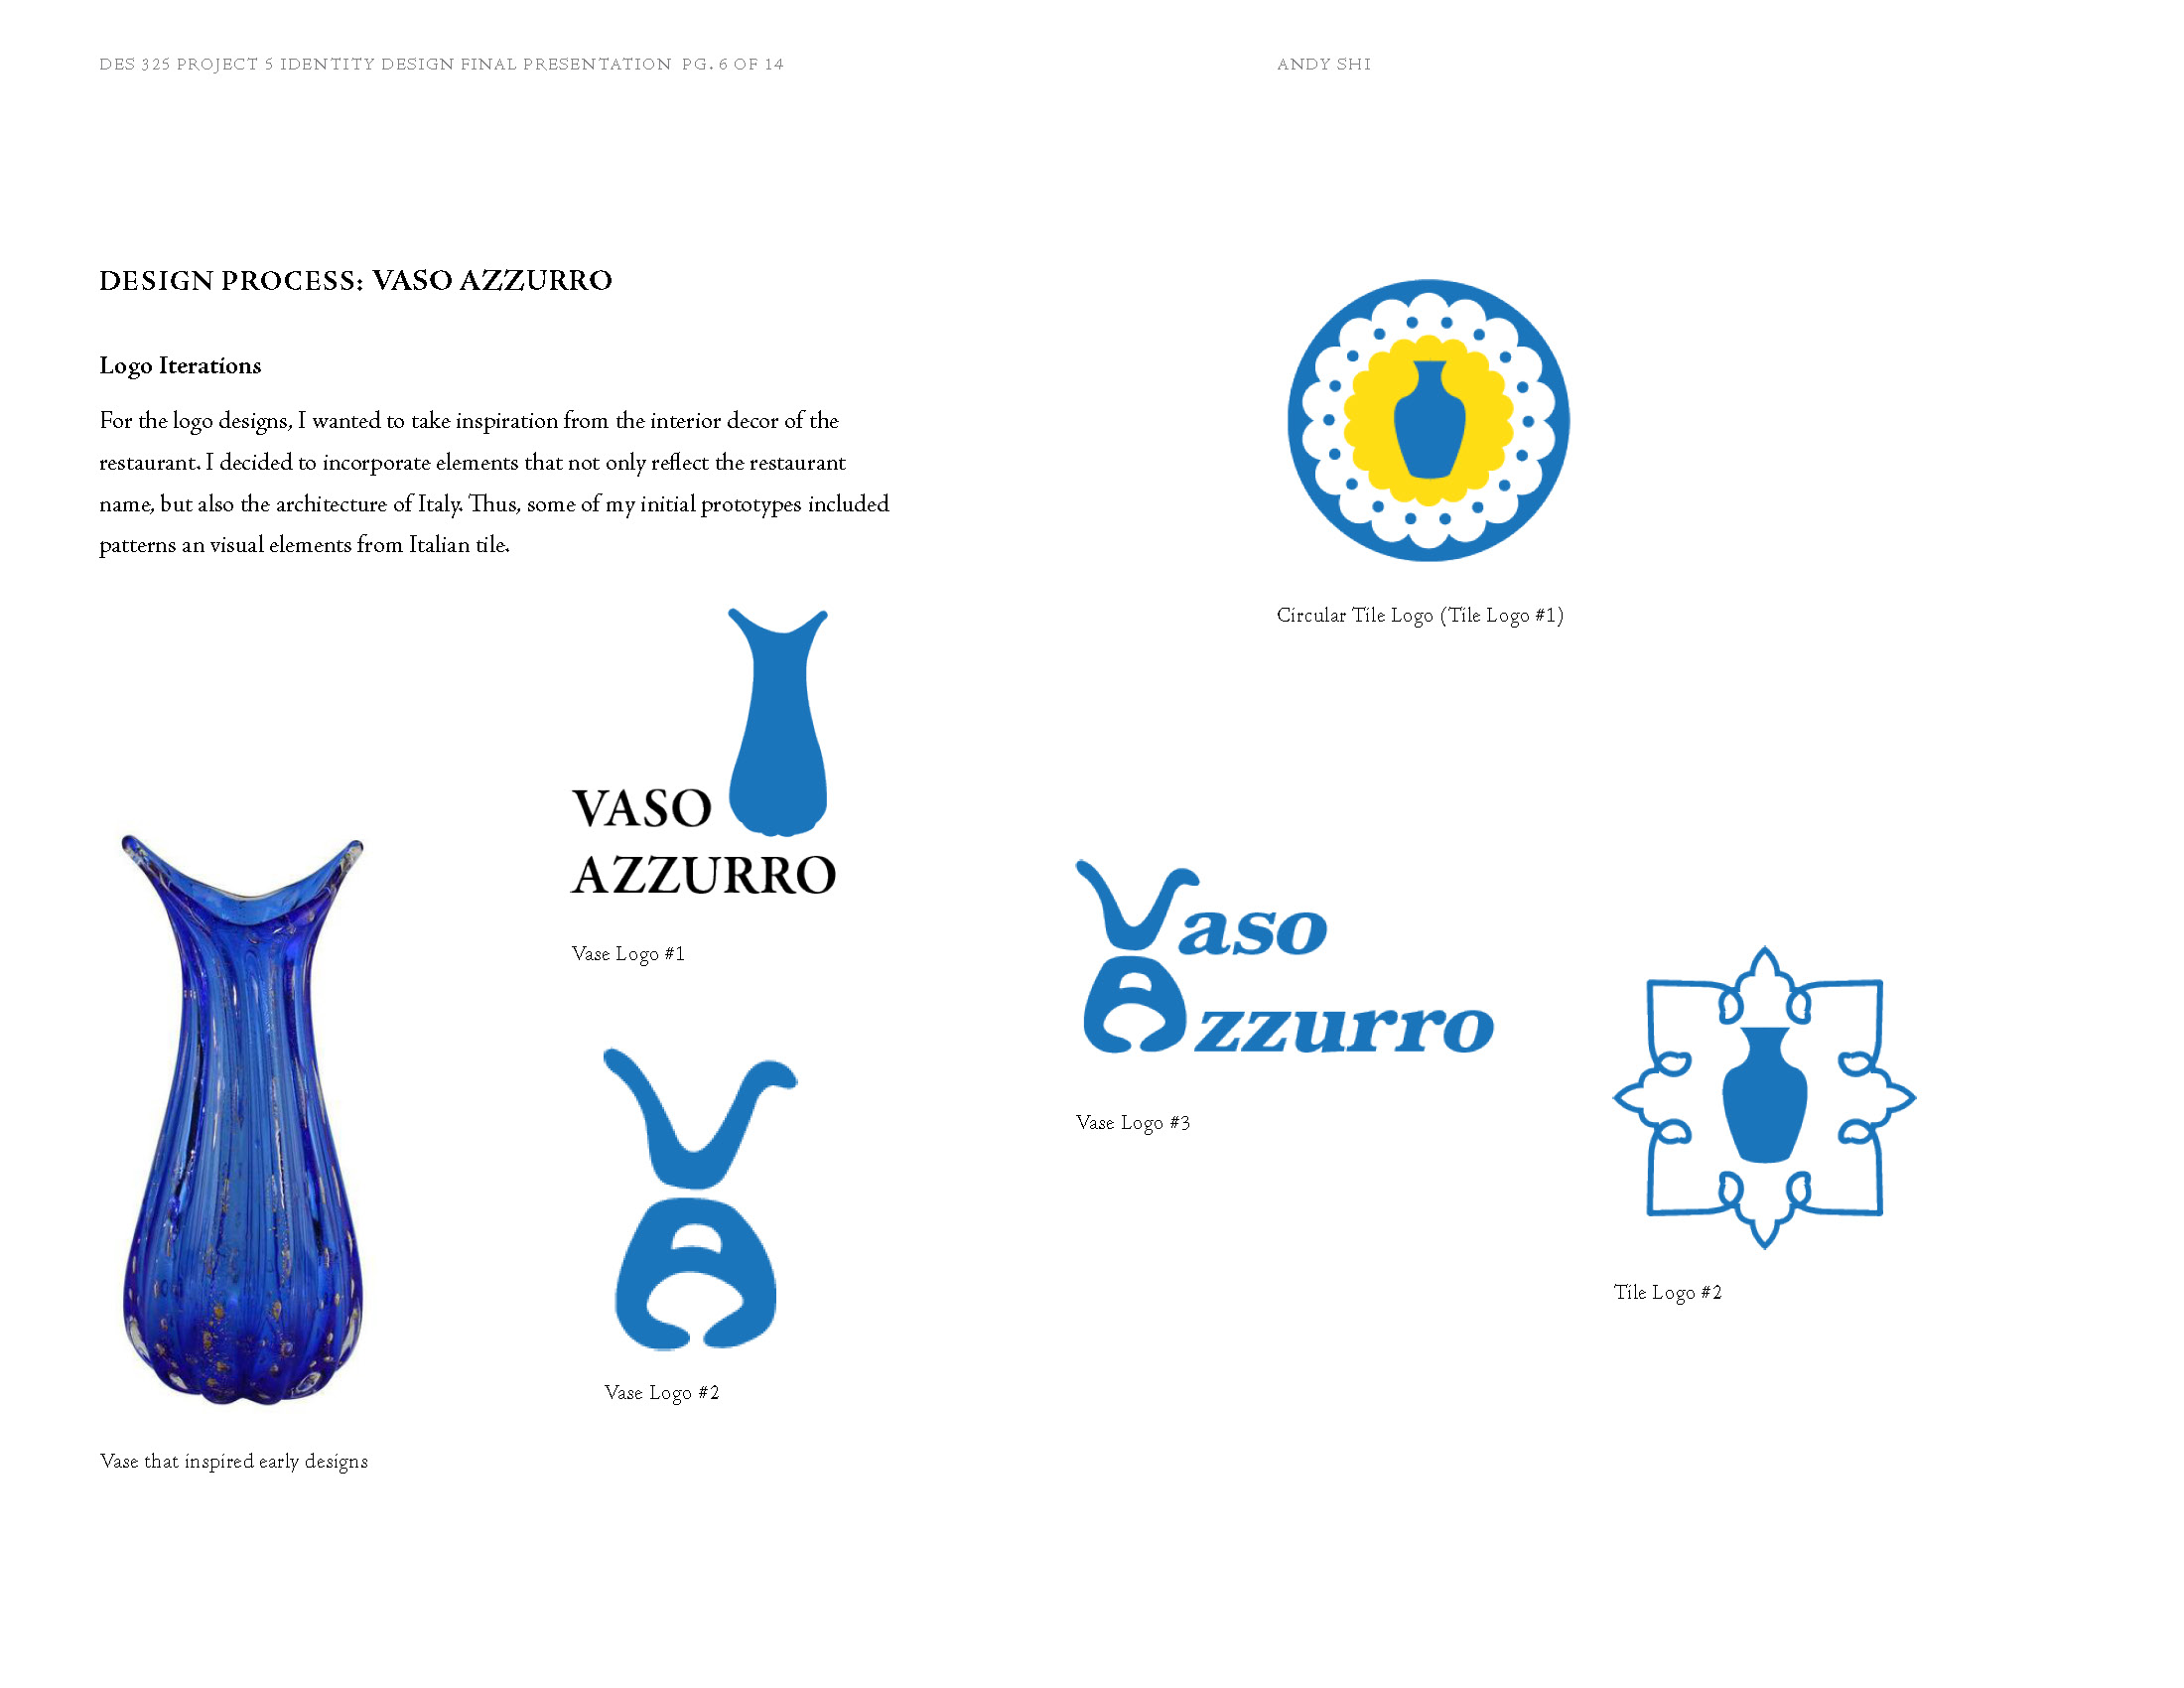 DES 325 PROJECT 5 IDENTITY DESIGN FINAL PRESENTATION PG. 6 OF 14
ANDY SHI
DESIGN PROCESS: VASO AZZURRO
Logo Iterations
For the logo designs, I wanted to take inspiration from the interior decor of the
restaurant. I decided to incorporate elements that not only reflect the restaurant
name, but also the architecture of Italy. Thus, some of my initial prototypes included
patterns an visual elements from Italian tile.
Circular Tile Logo (Tile Logo #1)
VASO
AZZURRO
Vase Logo #1
Vaso
Azzurro
Vase Logo #3
VA
Vase Logo #2
Tile Logo #2
Vase that inspired early designs